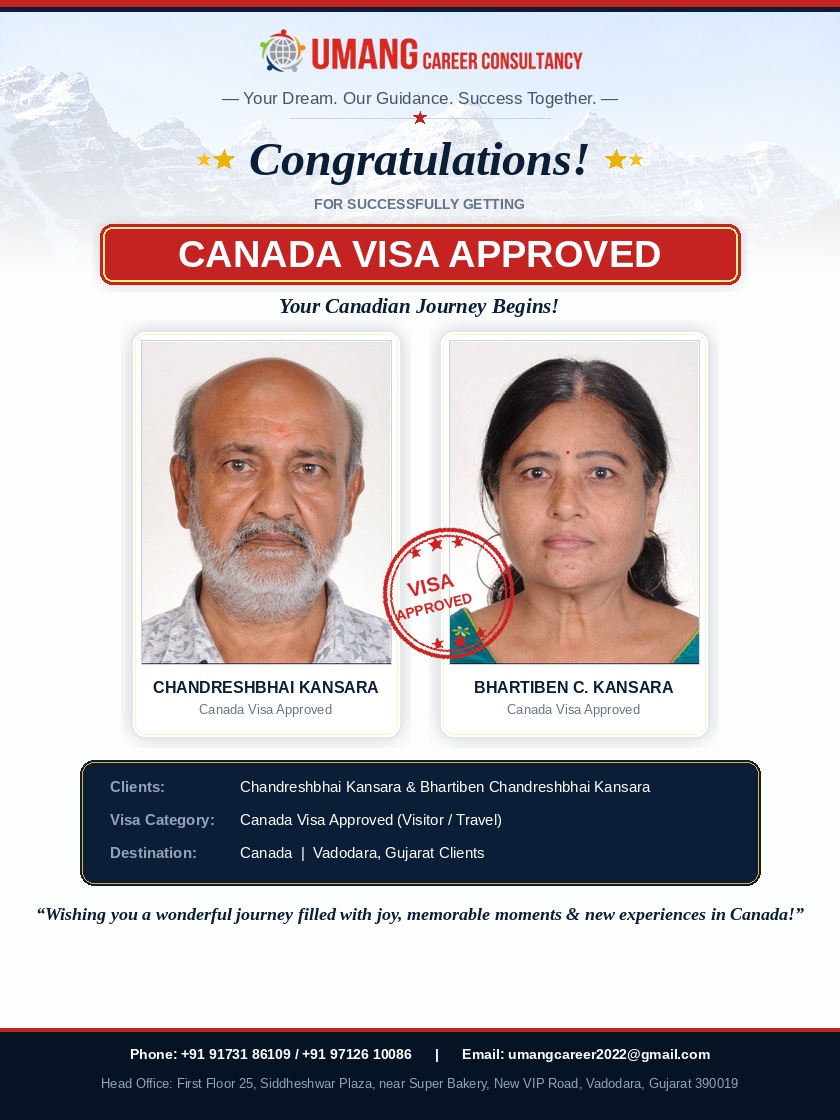 UMANG CAREER CONSULTANCY
— Your Dream. Our Guidance. Success Together. —
Congratulations!
FOR SUCCESSFULLY GETTING
CANADA VISA APPROVED
Your Canadian Journey Begins!
VISA
APPROVED
CHANDRESHBHAI KANSARA
Canada Visa Approved
BHARTIBEN C. KANSARA
Canada Visa Approved
Clients: Chandreshbhai Kansara & Bhartiben Chandreshbhai Kansara
Visa Category: Canada Visa Approved (Visitor / Travel)
Destination: Canada | Vadodara, Gujarat Clients
“Wishing you a wonderful journey filled with joy, memorable moments & new experiences in Canada!”
Phone: +91 91731 86109 / +91 97126 10086 | Email: umangcareer2022@gmail.com
Head Office: First Floor 25, Siddheshwar Plaza, near Super Bakery, New VIP Road, Vadodara, Gujarat 390019